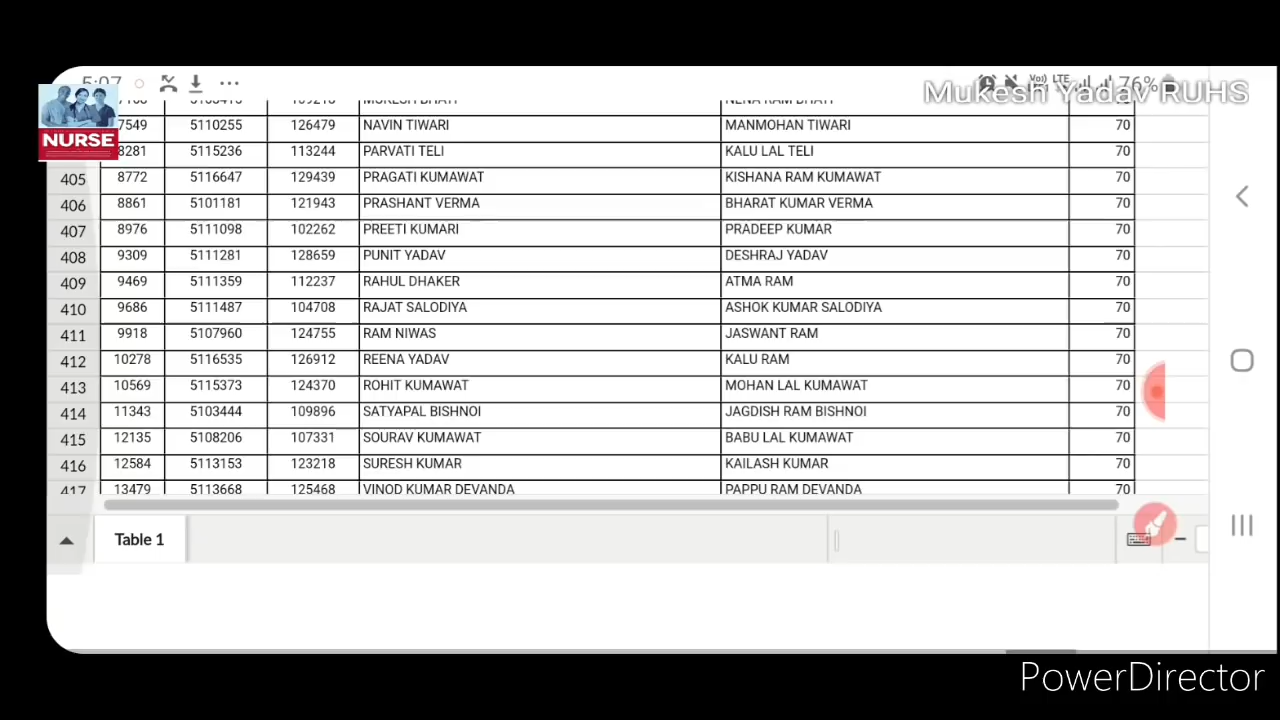 5:07 ... Vo) LTE 76%
Mukesh Yadav RUHS
NURSE
7549 5110255 126479 NAVIN TIWARI MANMOHAN TIWARI 70
8281 5115236 113244 PARVATI TELI KALU LAL TELI 70
405 8772 5116647 129439 PRAGATI KUMAWAT KISHANA RAM KUMAWAT 70
406 8861 5101181 121943 PRASHANT VERMA BHARAT KUMAR VERMA 70
407 8976 5111098 102262 PREETI KUMARI PRADEEP KUMAR 70
408 9309 5111281 128659 PUNIT YADAV DESHRAJ YADAV 70
409 9469 5111359 112237 RAHUL DHAKER ATMA RAM 70
410 9686 5111487 104708 RAJAT SALODIYA ASHOK KUMAR SALODIYA 70
411 9918 5107960 124755 RAM NIWAS JASWANT RAM 70
412 10278 5116535 126912 REENA YADAV KALU RAM 70
413 10569 5115373 124370 ROHIT KUMAWAT MOHAN LAL KUMAWAT 70
414 11343 5103444 109896 SATYAPAL BISHNOI JAGDISH RAM BISHNOI 70
415 12135 5108206 107331 SOURAV KUMAWAT BABU LAL KUMAWAT 70
416 12584 5113153 123218 SURESH KUMAR KAILASH KUMAR 70
417 13479 5113668 125468 VINOD KUMAR DEVANDA PAPPU RAM DEVANDA 70
Table 1
PowerDirector